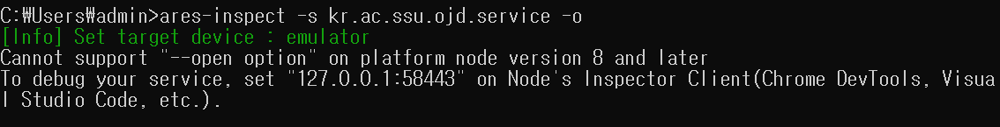 C:₩Users₩admin>ares-inspect -s kr.ac.ssu.ojd.service -o
[Info] Set target device : emulator
Cannot support "--open option" on platform node version 8 and later
To debug your service, set "127.0.0.1:58443" on Node's Inspector Client(Chrome DevTools, Visua
l Studio Code, etc.).